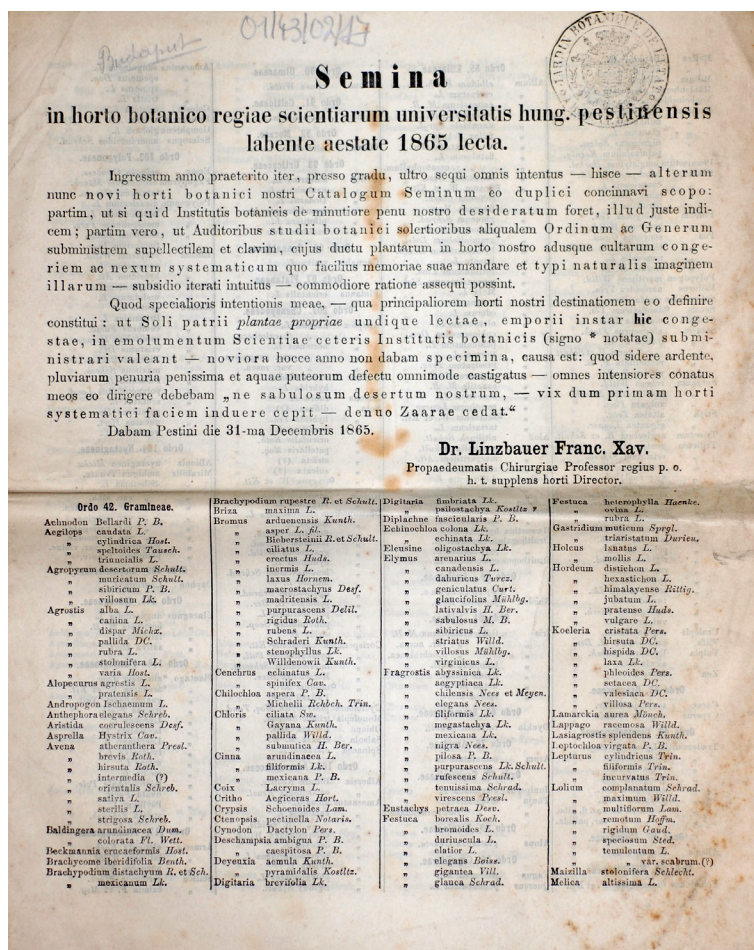 01/43/02/17
Budapest
JARDIN BOTANIQUE DE L'ETAT
Semina
in horto botanico regiae scientiarum universitatis hung. pestinensis
labente aestate 1865 lecta.
Ingressum anno praeterito iter, presso gradu, ultro sequi omnis intentus — hisce — alterum
nunc novi horti botanici nostri Catalogum Seminum eo duplici concinnavi scopo:
partim, ut si quid Institutis botanicis de minutiore penu nostro desideratum foret, illud juste indi-
cem; partim vero, ut Auditoribus studii botanici solertioribus aliqualem Ordinum ac Generum
subministrem supellectilem et clavim, cujus ductu plantarum in horto nostro adusque cultarum conge-
riem ac nexum systematicum quo facilius memoriae suae mandare et typi naturalis imaginem
illarum — subsidio iterati intuitus — commodiore ratione assequi possint.
Quod specialioris intentionis meae, — qua principaliorem horti nostri destinationem eo definire
constitui: ut Soli patrii plantae propriae undique lectae, emporii instar hic conge-
stae, in emolumentum Scientiae ceteris Institutis botanicis (signo * notatae) submi-
nistrari valeant — noviora hocce anno non dabam specimina, causa est: quod sidere ardente,
pluviarum penuria penissima et aquae puteorum defectu omnimode castigatus — omnes intensiores conatus
meos eo dirigere debebam „ne sabulosum desertum nostrum, — vix dum primam horti
systematici faciem induere cepit — denuo Zaarae cedat.“
Dabam Pestini die 31-ma Decembris 1865.
Dr. Linzbauer Franc. Xav.
Propaedeumatis Chirurgiae Professor regius p. o.
h. t. supplens horti Director.
Ordo 42. Gramineae.
Achnodon Bellardi P. B.
Aegilops caudata L.
„ cylindrica Host.
„ speltoides Tausch.
„ triuncialis L.
Agropyrum desertorum Schult.
„ muricatum Schult.
„ sibiricum P. B.
„ villosum Lk.
Agrostis alba L.
„ canina L.
„ dispar Michx.
„ pallida DC.
„ rubra L.
„ stolonifera L.
„ varia Host.
Alopecurus agrostis L.
„ pratensis L.
Andropogon Ischaemum L.
Anthephora elegans Schreb.
Aristida coerulescens Desf.
Asprella Hystrix Cav.
Avena atheranthera Presl.
„ brevis Roth.
„ hirsuta Roth.
„ intermedia (?)
„ orientalis Schreb.
„ sativa L.
„ sterilis L.
„ strigosa Schreb.
Baldingera arundinacea Dum.
„ colorata Fl. Wett.
Beckmannia erucaeformis Host.
Brachycome iberidifolia Benth.
Brachypodium distachyum R. et Sch.
„ mexicanum Lk.
Brachypodium rupestre R. et Schult.
Briza maxima L.
Bromus arduenensis Kunth.
„ asper L. fil.
„ Biebersteinii R. et Schult.
„ ciliatus L.
„ erectus Huds.
„ inermis L.
„ laxus Hornem.
„ macrostachyus Desf.
„ madritensis L.
„ purpurascens Delil.
„ rigidus Roth.
„ rubens L.
„ Schraderi Kunth.
„ stenophyllus Lk.
„ Willdenowii Kunth.
Cenchrus echinatus L.
„ spinifex Cav.
Chilochloa aspera P. B.
„ Michelii Rchbch. Trin.
Chloris ciliata Sw.
„ Gayana Kunth.
„ pallida Willd.
„ submutica H. Ber.
Cinna arundinacea L.
„ filiformis Lk.
„ mexicana P. B.
Coix Lacryma L.
Critho Aegiceras Hort.
Crypsis Schoenoides Lam.
Ctenopsis pectinella Notaris.
Cynodon Dactylon Pers.
Deschampsia ambigua P. B.
„ caespitosa P. B.
Deyeuxia aemula Kunth.
„ pyramidalis Kostltz.
Digitaria brevifolia Lk.
Digitaria fimbriata Lk.
„ psilostachya Kostltz ?
Diplachne fascicularis P. B.
Echinochloa colona Lk.
„ echinata Lk.
Eleusine oligostachya Lk.
Elymus arenarius L.
„ canadensis L.
„ dahuricus Turcz.
„ geniculatus Curt.
„ glaucifolius Mühlbg.
„ lativalvis H. Ber.
„ sabulosus M. B.
„ sibiricus L.
„ striatus Willd.
„ villosus Mühlbg.
„ virginicus L.
Fragrostis abyssinica Lk.
„ aegyptiaca Lk.
„ chilensis Nees et Meyen.
„ elegans Nees.
„ filiformis Lk.
„ megastachya Lk.
„ mexicana Lk.
„ nigra Nees.
„ pilosa P. B.
„ purpurascens Lk. Schult.
„ rufescens Schult.
„ tenuissima Schrad.
„ virescens Presl.
Eustachys petraea Desv.
Festuca borealis Koch.
„ bromoides L.
„ duriuscula L.
„ elatior L.
„ elegans Boiss.
„ gigantea Vill.
„ glauca Schrad.
Festuca heterophylla Haenke.
„ ovina L.
„ rubra L.
Gastridium muticum Sprgl.
„ triaristatum Durieu.
Holcus lanatus L.
„ mollis L.
Hordeum distichon L.
„ hexastichon L.
„ himalayense Rittig.
„ jubatum L.
„ pratense Huds.
„ vulgare L.
Koeleria cristata Pers.
„ hirsuta DC.
„ hispida DC.
„ laxa Lk.
„ phleoides Pers.
„ setacea DC.
„ valesiaca DC.
„ villosa Pers.
Lamarckia aurea Mönch.
Lappago racemosa Willd.
Lasiagrostis splendens Kunth.
Leptochloa virgata P. B.
Lepturus cylindricus Trin.
„ filiformis Trin.
„ incurvatus Trin.
Lolium complanatum Schrad.
„ maximum Willd.
„ multiflorum Lam.
„ remotum Hoffm.
„ rigidum Gaud.
„ speciosum Sted.
„ temulentum L.
„ „ var. scabrum.(?)
Maizilla stolonifera Schlecht.
Melica altissima L.